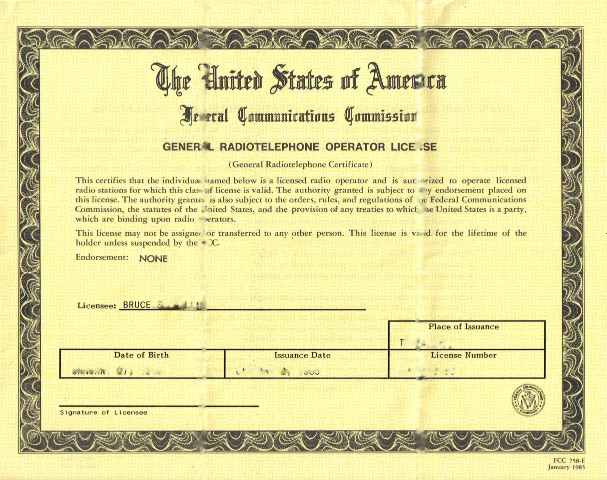 The United States of America
Federal Communications Commission
GENERAL RADIOTELEPHONE OPERATOR LICENSE
(General Radiotelephone Certificate)
This certifies that the individual named below is a licensed radio operator and is authorized to operate licensed
radio stations for which this class of license is valid. The authority granted is subject to any endorsement placed on
this license. The authority granted is also subject to the orders, rules, and regulations of the Federal Communications
Commission, the statutes of the United States, and the provision of any treaties to which the United States is a party,
which are binding upon radio operators.
This license may not be assigned or transferred to any other person. This license is valid for the lifetime of the
holder unless suspended by the FCC.
Endorsement: NONE
Licensee: BRUCE
Place of Issuance
Date of Birth
Issuance Date
License Number
Signature of Licensee
FCC 758-E
January 1985